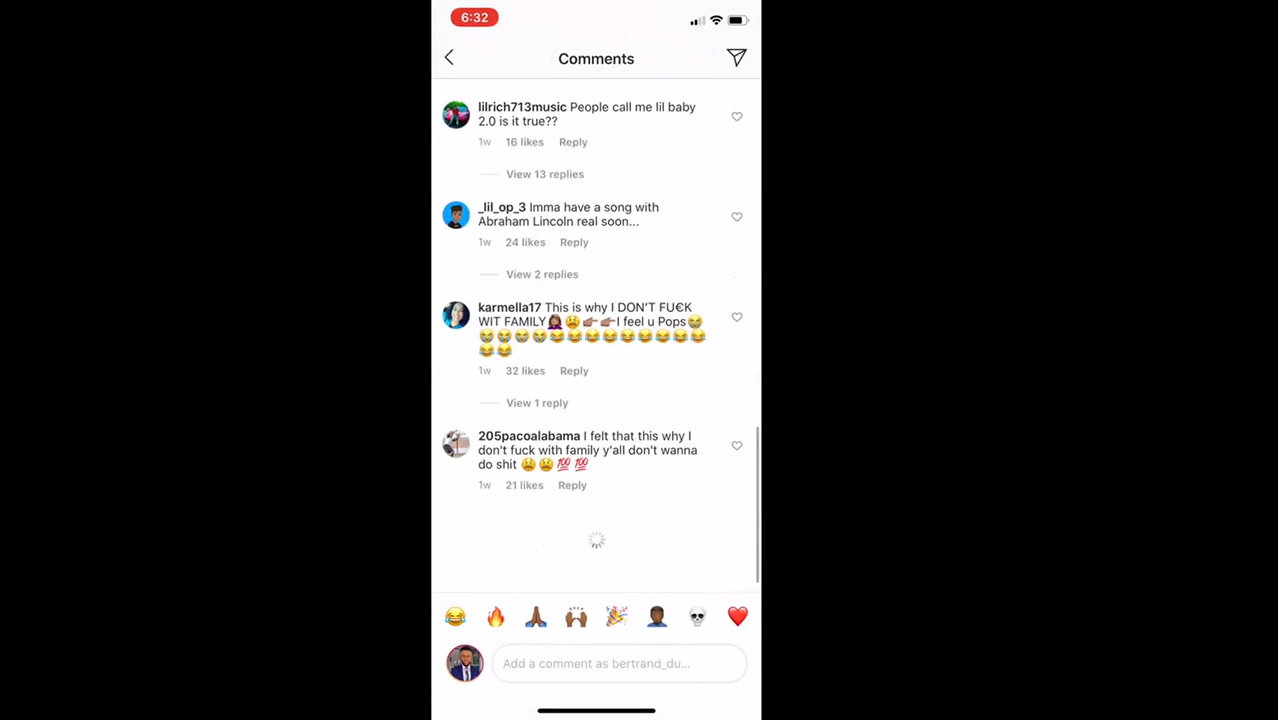 6:32
Comments
lilrich713music People call me lil baby
2.0 is it true??
1w 16 likes Reply
View 13 replies
_lil_op_3 Imma have a song with
Abraham Lincoln real soon...
1w 24 likes Reply
View 2 replies
karmella17 This is why I DON'T FU€K
WIT FAMILY🤦🏽‍♀️😫👉🏽👉🏽I feel u Pops😭
😭😭😭😭😂😂😂😂😂😂😂😂😂
😂😂
1w 32 likes Reply
View 1 reply
205pacoalabama I felt that this why I
don't fuck with family y'all don't wanna
do shit 😫😫💯💯
1w 21 likes Reply
😂🔥🙏🏾🙌🏾🎉🤦🏾‍♂️💀❤️
Add a comment as bertrand_du...